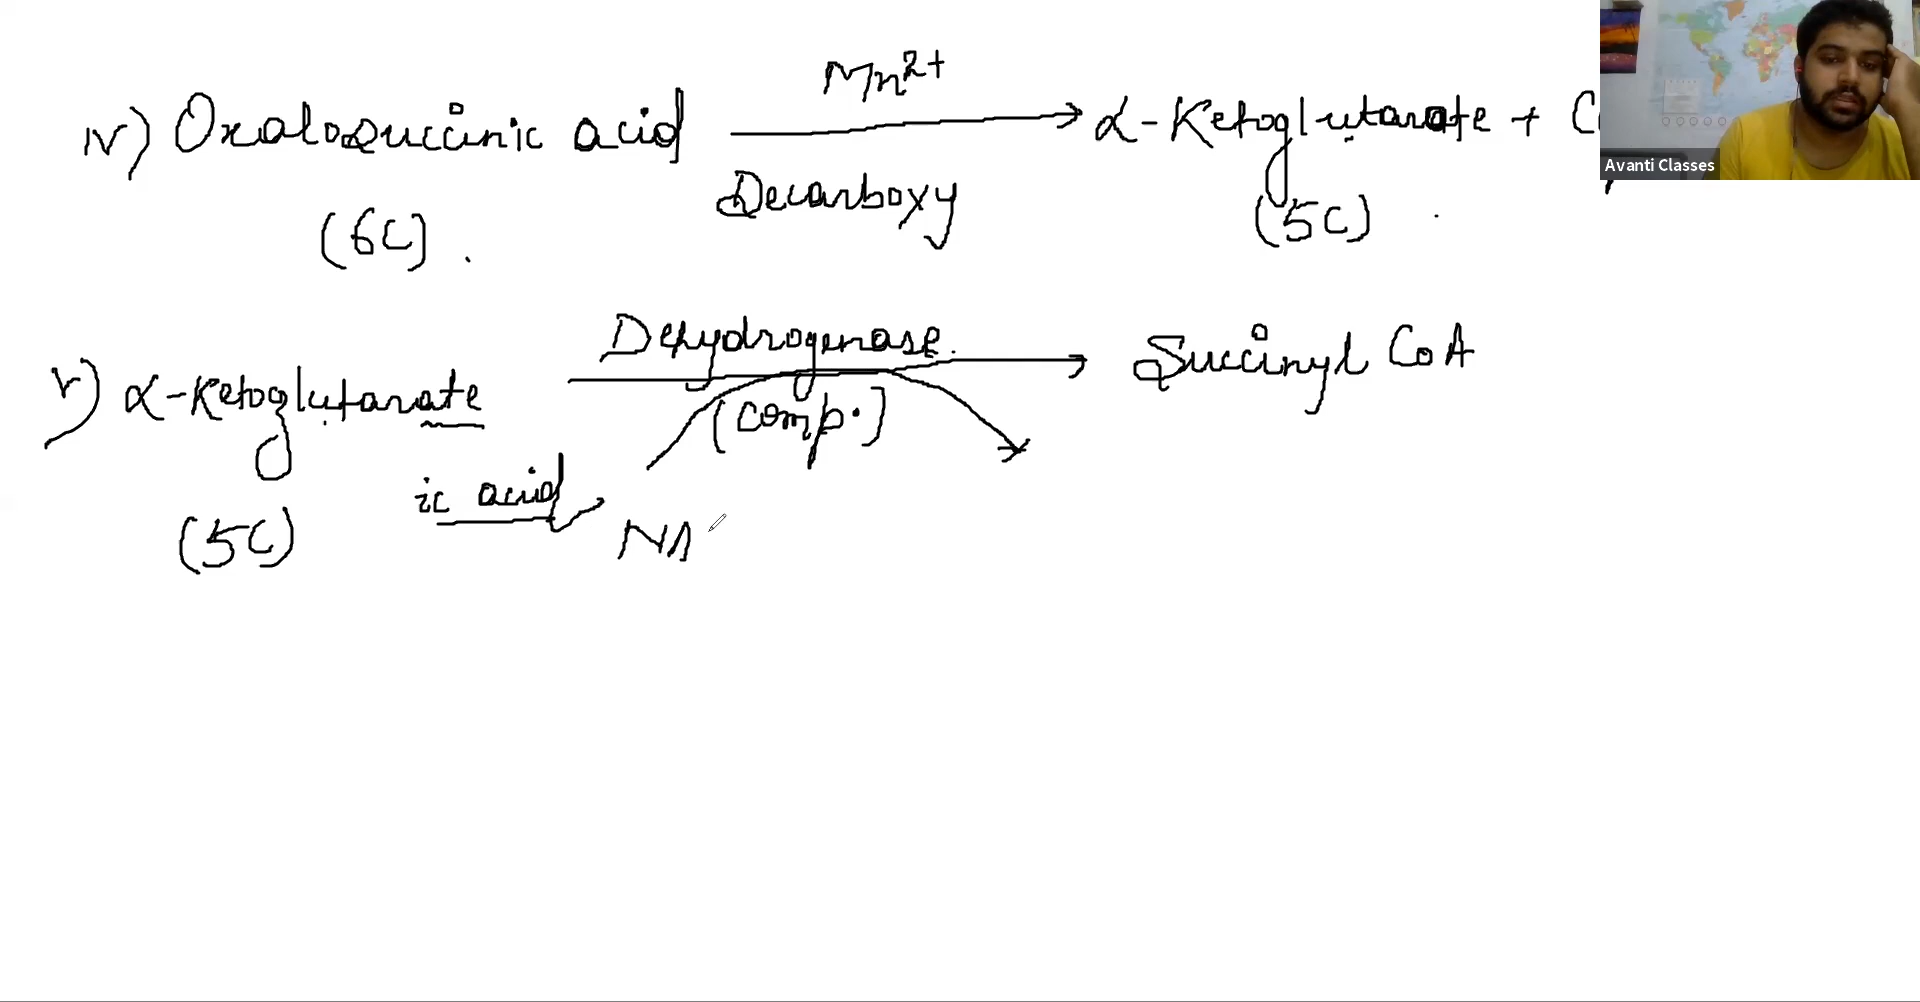 iv) Oxalosuccinic acid Mn2+ Decarboxy α-Ketoglutarate + C
(6C) . (5C) .
v) α-Ketoglutarate Dehydrogenase. (comp.) Succinyl CoA
ic acid
(5C) NA
Avanti Classes